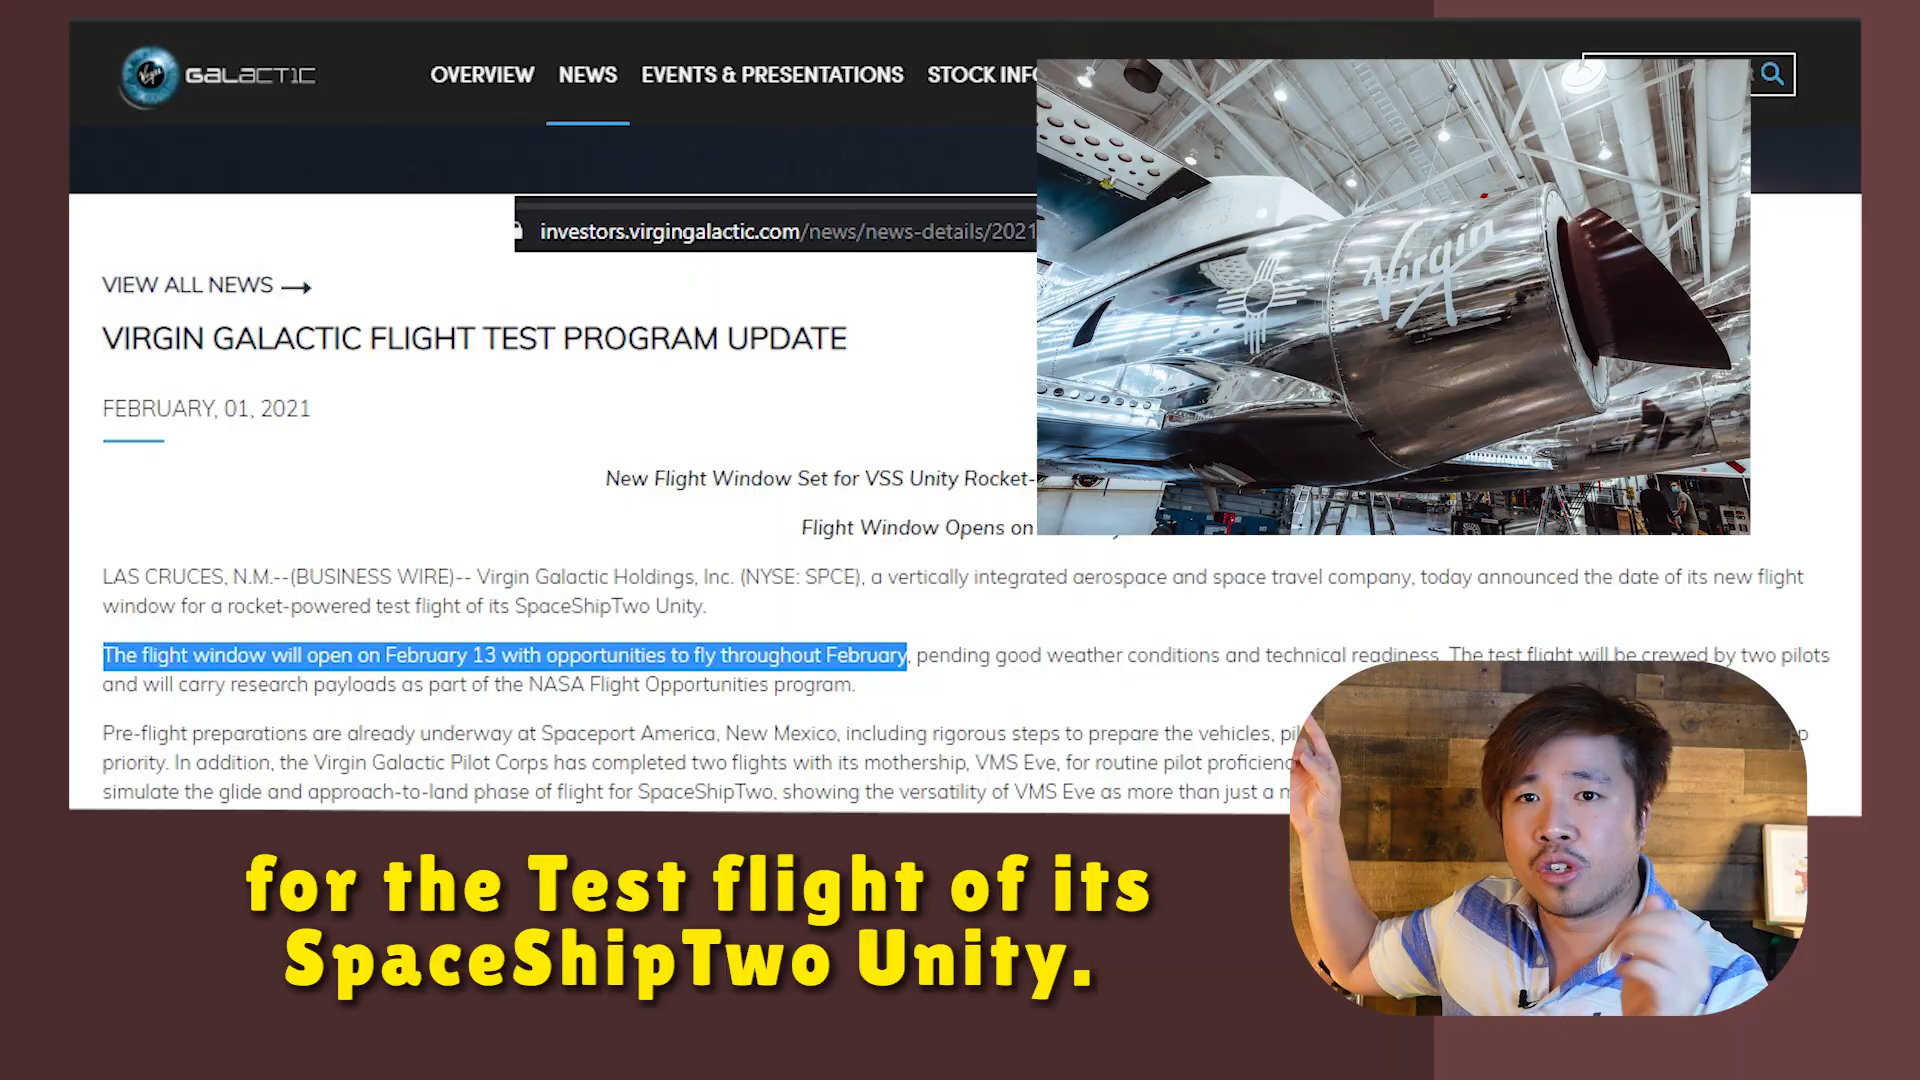 Virgin GALACTIC
OVERVIEW NEWS EVENTS & PRESENTATIONS STOCK INFO
investors.virgingalactic.com/news/news-details/2021
Virgin
VIEW ALL NEWS →
VIRGIN GALACTIC FLIGHT TEST PROGRAM UPDATE
FEBRUARY, 01, 2021
New Flight Window Set for VSS Unity Rocket-
Flight Window Opens on
LAS CRUCES, N.M.--(BUSINESS WIRE)-- Virgin Galactic Holdings, Inc. (NYSE: SPCE), a vertically integrated aerospace and space travel company, today announced the date of its new flight
window for a rocket-powered test flight of its SpaceShipTwo Unity.
The flight window will open on February 13 with opportunities to fly throughout February, pending good weather conditions and technical readiness. The test flight will be crewed by two pilots
and will carry research payloads as part of the NASA Flight Opportunities program.
Pre-flight preparations are already underway at Spaceport America, New Mexico, including rigorous steps to prepare the vehicles,
priority. In addition, the Virgin Galactic Pilot Corps has completed two flights with its mothership, VMS Eve, for routine pilot
simulate the glide and approach-to-land phase of flight for SpaceShipTwo, showing the versatility of VMS Eve as more than just a
for the Test flight of its
SpaceShipTwo Unity.